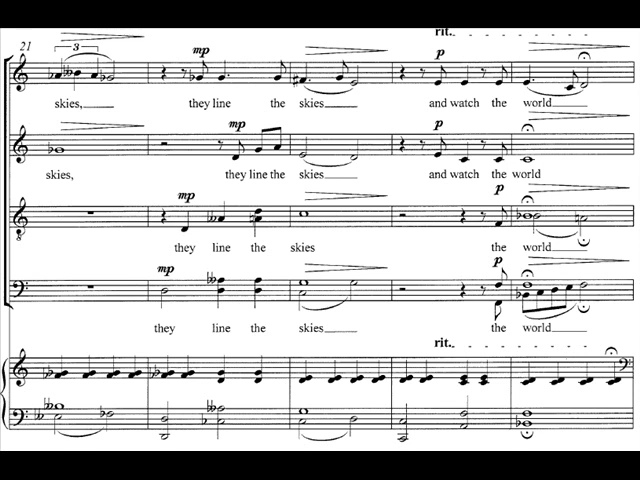 rit.
21
3
mp
skies, they line the skies and watch the world
mp
p
skies, they line the skies and watch the world
mp
p
they line the skies the world
mp
p
they line the skies the world
rit.